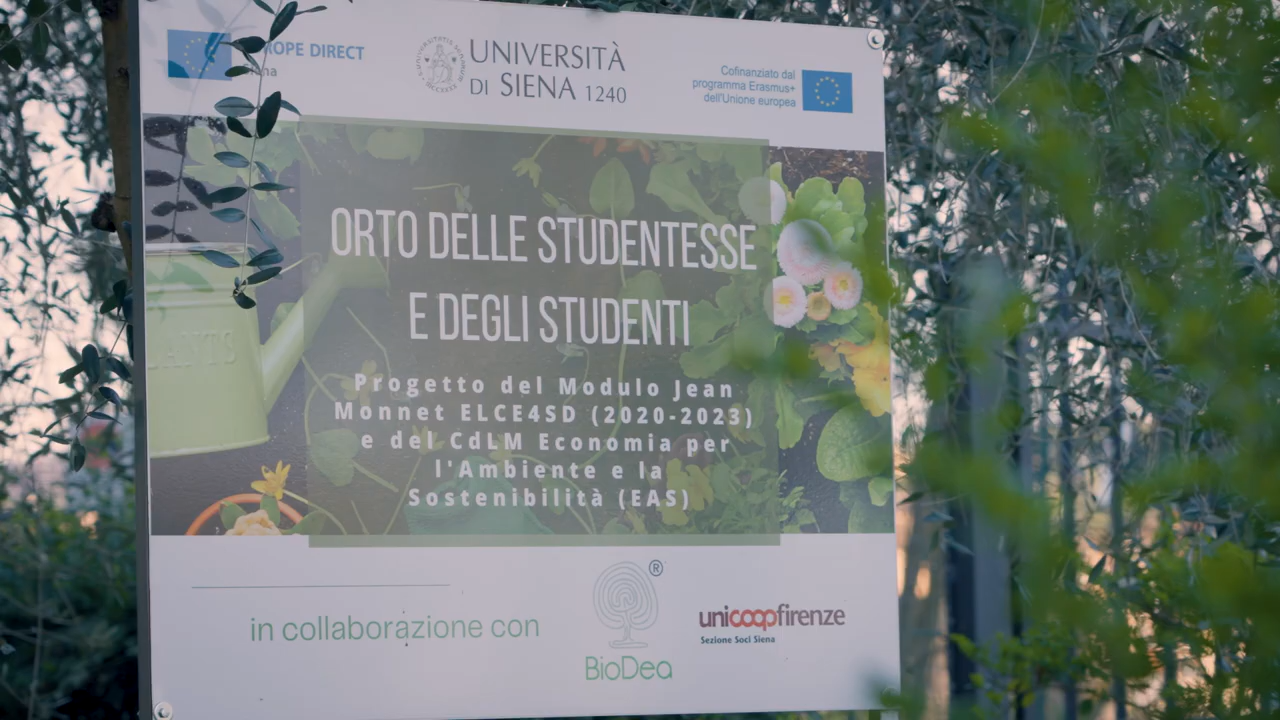 OPE DIRECT
UNIVERSITÀ
DI SIENA 1240
Cofinanziato dal
programma Erasmus+
dell'Unione europea
ORTO DELLE STUDENTESSE
E DEGLI STUDENTI
Progetto del Modulo Jean
Monnet ELCE4SD (2020-2023)
e del CdLM Economia per
l'Ambiente e la
Sostenibilità (EAS)
in collaborazione con
®
BioDea
unicoopfirenze
Sezione Soci Siena